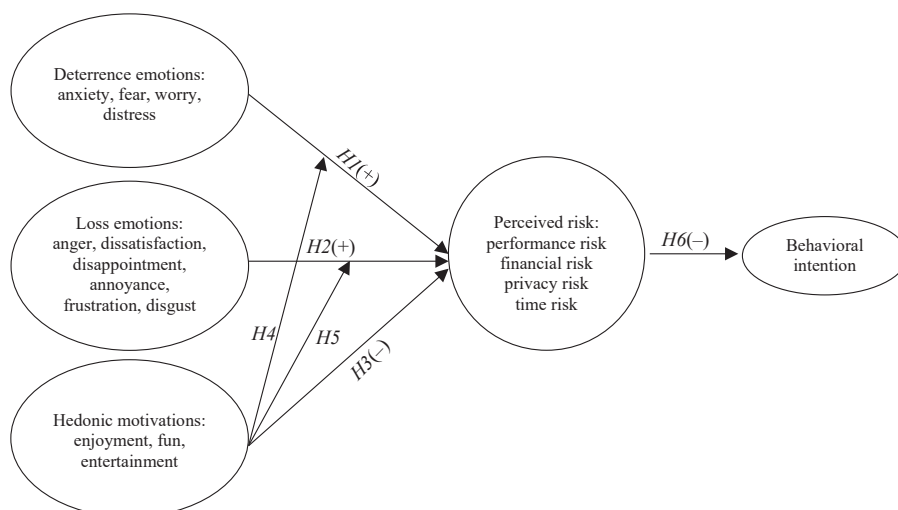 Deterrence emotions:
anxiety, fear, worry,
distress
H1(+)
Loss emotions:
anger, dissatisfaction,
disappointment,
annoyance,
frustration, disgust
H2(+)
Perceived risk:
performance risk
financial risk
privacy risk
time risk
H6(–)
Behavioral
intention
H4
H5
H3(–)
Hedonic motivations:
enjoyment, fun,
entertainment